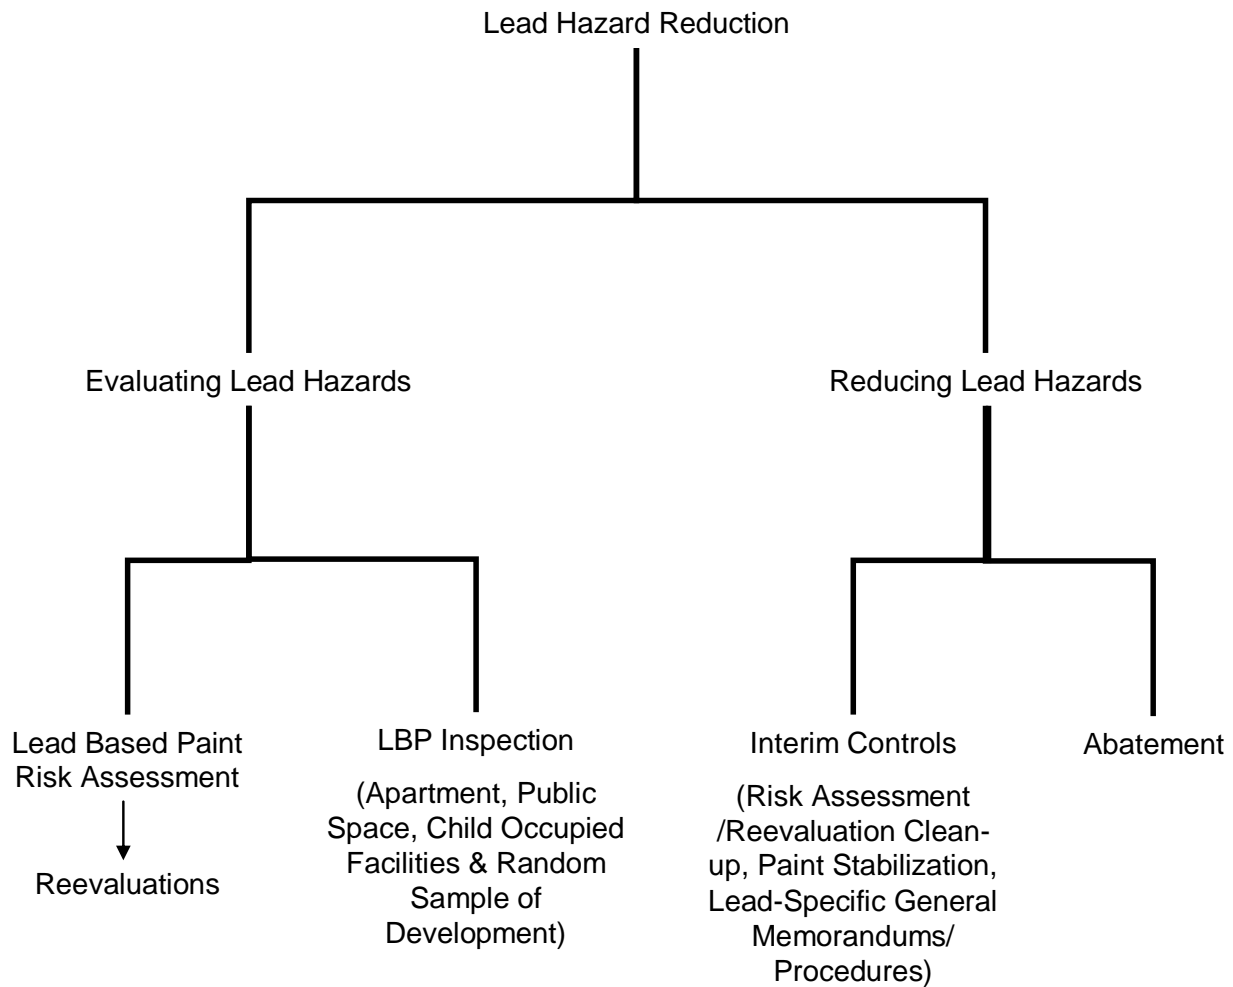 Lead Hazard Reduction
Evaluating Lead Hazards
Reducing Lead Hazards
Lead Based Paint
Risk Assessment
Reevaluations
LBP Inspection
(Apartment, Public
Space, Child Occupied
Facilities & Random
Sample of
Development)
Interim Controls
(Risk Assessment
/Reevaluation Clean-
up, Paint Stabilization,
Lead-Specific General
Memorandums/
Procedures)
Abatement